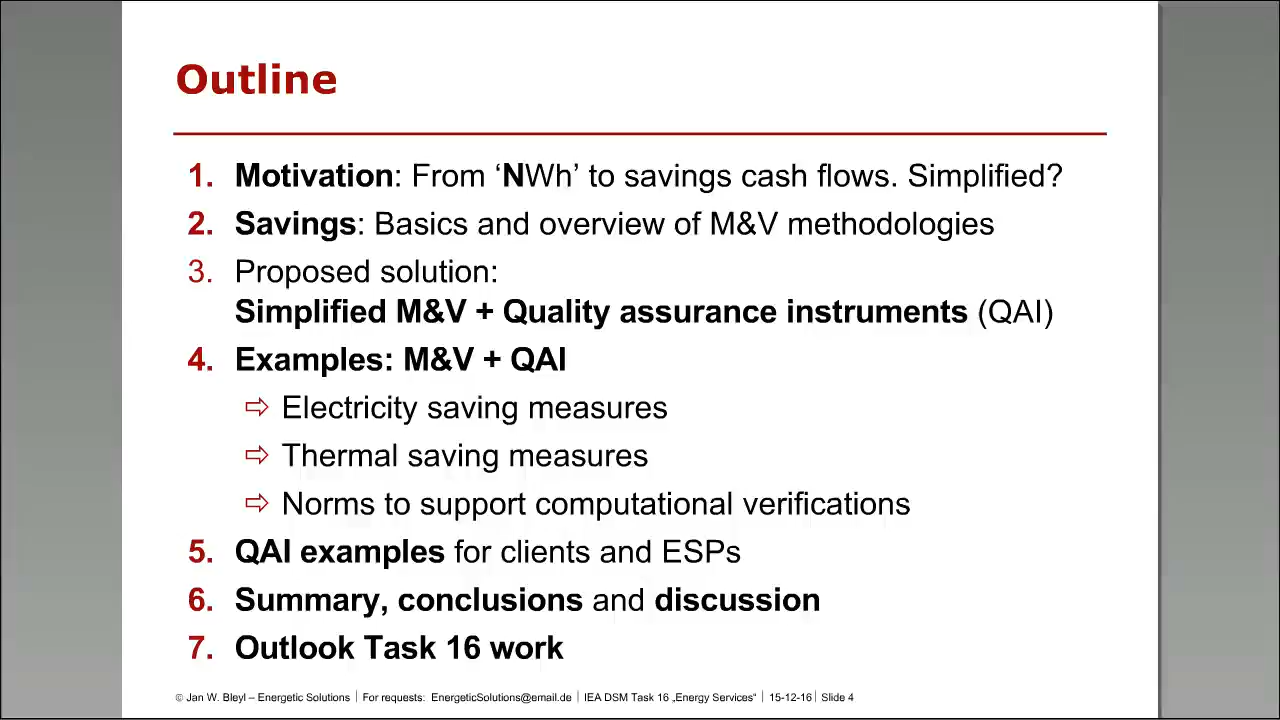 Outline
1. Motivation: From ‘NWh’ to savings cash flows. Simplified?
2. Savings: Basics and overview of M&V methodologies
3. Proposed solution:
Simplified M&V + Quality assurance instruments (QAI)
4. Examples: M&V + QAI
⇨ Electricity saving measures
⇨ Thermal saving measures
⇨ Norms to support computational verifications
5. QAI examples for clients and ESPs
6. Summary, conclusions and discussion
7. Outlook Task 16 work
© Jan W. Bleyl – Energetic Solutions | For requests: EnergeticSolutions@email.de | IEA DSM Task 16 „Energy Services“ | 15-12-16 | Slide 4